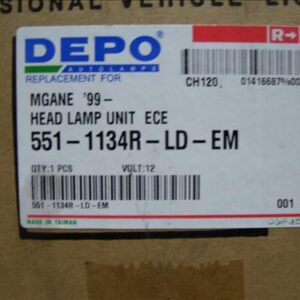 SIONAL VEHICLE LI
DEPO
AUTOLAMPS
REPLACEMENT FOR
R
CH120,
MGANE '99-
HEAD LAMP UNIT ECE
551-1134R-LD-EM
QTY:1 PCS VOLT:12
551-1134R-LD-EM
001
MADE IN TAIWAN